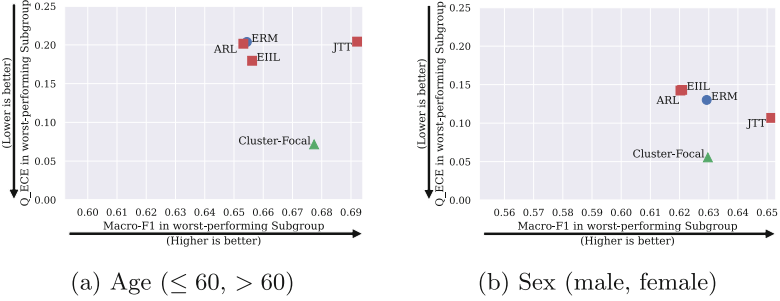 (Lower is better)
Q_ECE in worst-performing Subgroup
0.25
0.20
0.15
0.10
0.05
0.00
ARL
ERM
EIIL
JTT
Cluster-Focal
0.60 0.61 0.62 0.63 0.64 0.65 0.66 0.67 0.68 0.69
Macro-F1 in worst-performing Subgroup
(Higher is better)
(a) Age (≤ 60, > 60)
(Lower is better)
Q_ECE in worst-performing Subgroup
0.25
0.20
0.15
0.10
0.05
0.00
EIIL
ARL
ERM
JTT
Cluster-Focal
0.56 0.57 0.58 0.59 0.60 0.61 0.62 0.63 0.64 0.65
Macro-F1 in worst-performing Subgroup
(Higher is better)
(b) Sex (male, female)